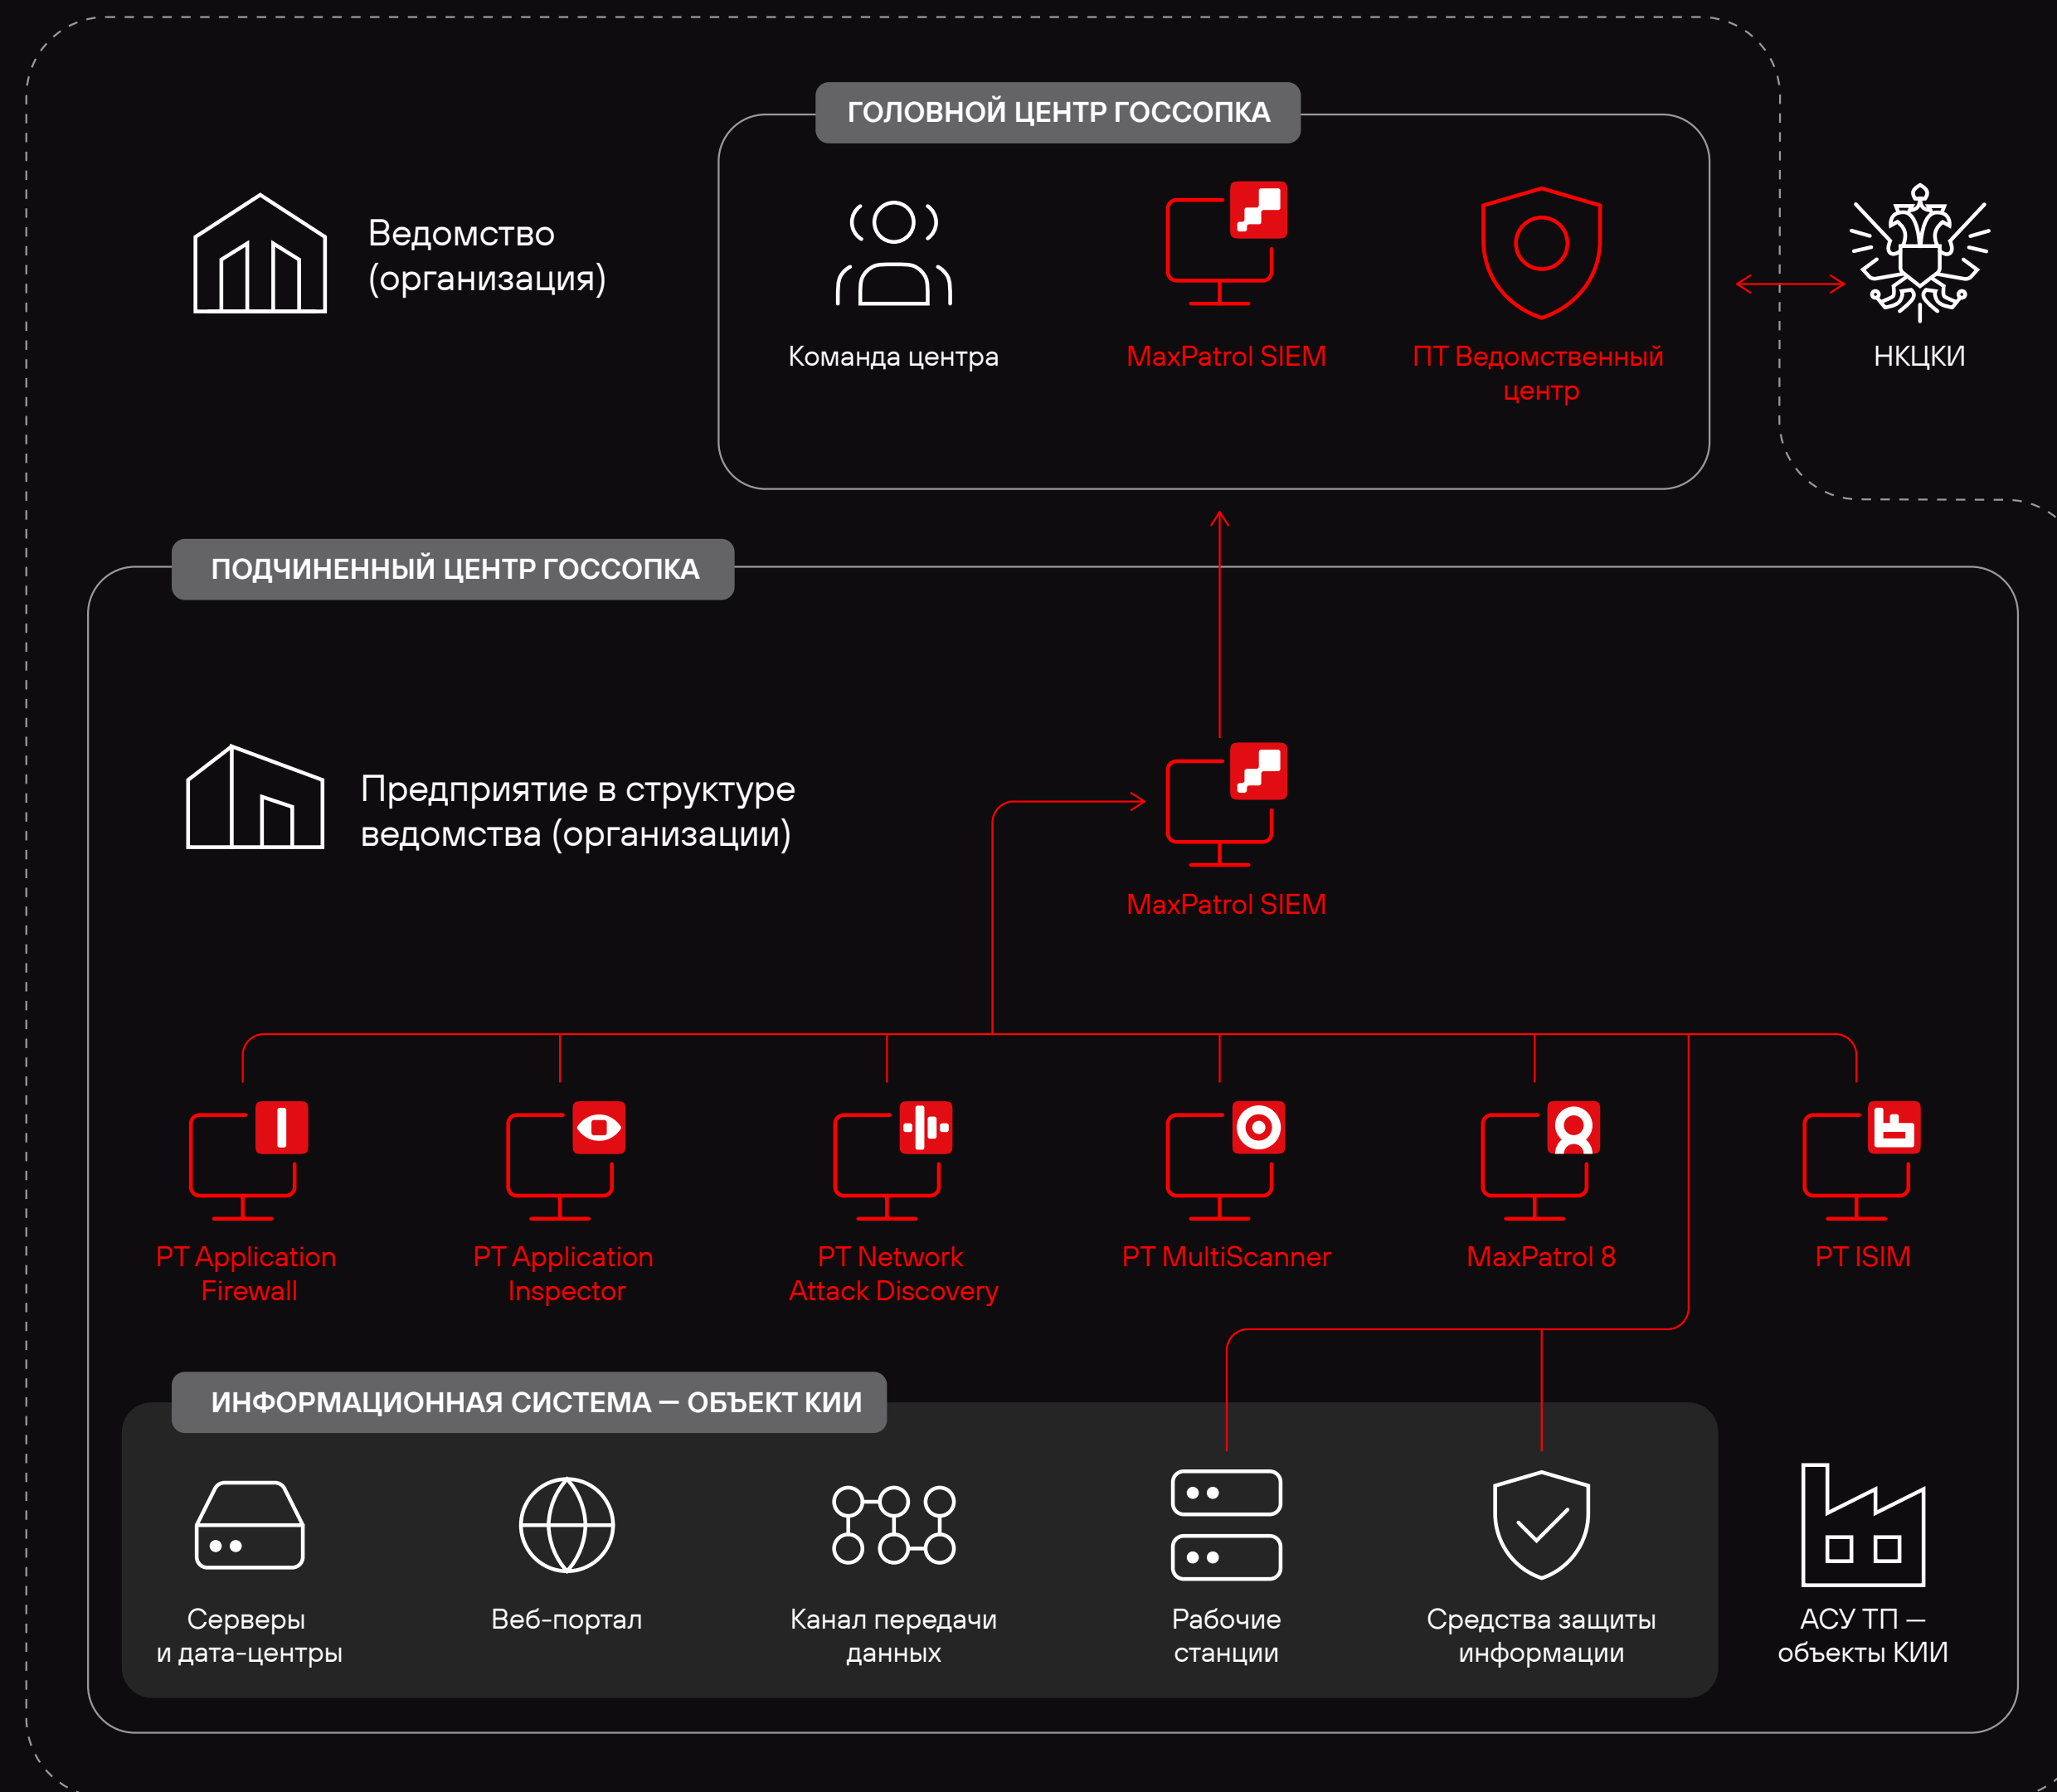 ГОЛОВНОЙ ЦЕНТР ГОССОПКА
Ведомство
(организация)
Команда центра
MaxPatrol SIEM
ПТ Ведомственный
центр
НКЦКИ
ПОДЧИНЕННЫЙ ЦЕНТР ГОССОПКА
Предприятие в структуре
ведомства (организации)
MaxPatrol SIEM
PT Application
Firewall
PT Application
Inspector
PT Network
Attack Discovery
PT MultiScanner
MaxPatrol 8
PT ISIM
ИНФОРМАЦИОННАЯ СИСТЕМА — ОБЪЕКТ КИИ
Серверы
и дата-центры
Веб-портал
Канал передачи
данных
Рабочие
станции
Средства защиты
информации
АСУ ТП —
объекты КИИ